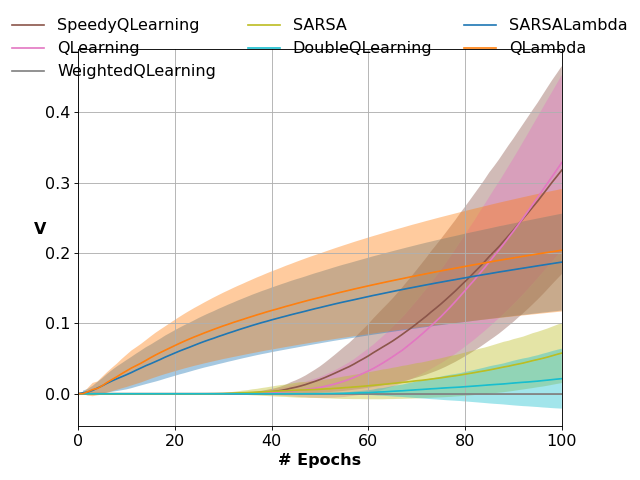 SpeedyQLearning SARSA SARSALambda
QLearning DoubleQLearning QLambda
WeightedQLearning
0.4
0.3
V
0.2
0.1
0.0
0 20 40 60 80 100
# Epochs